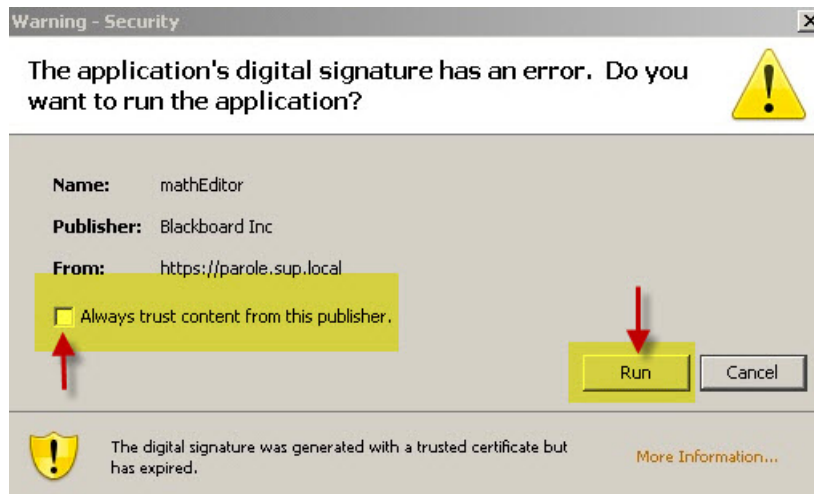 Warning - Security
The application's digital signature has an error. Do you
want to run the application?
Name: mathEditor
Publisher: Blackboard Inc
From: https://parole.sup.local
Always trust content from this publisher.
Run Cancel
The digital signature was generated with a trusted certificate but
has expired.
More Information...